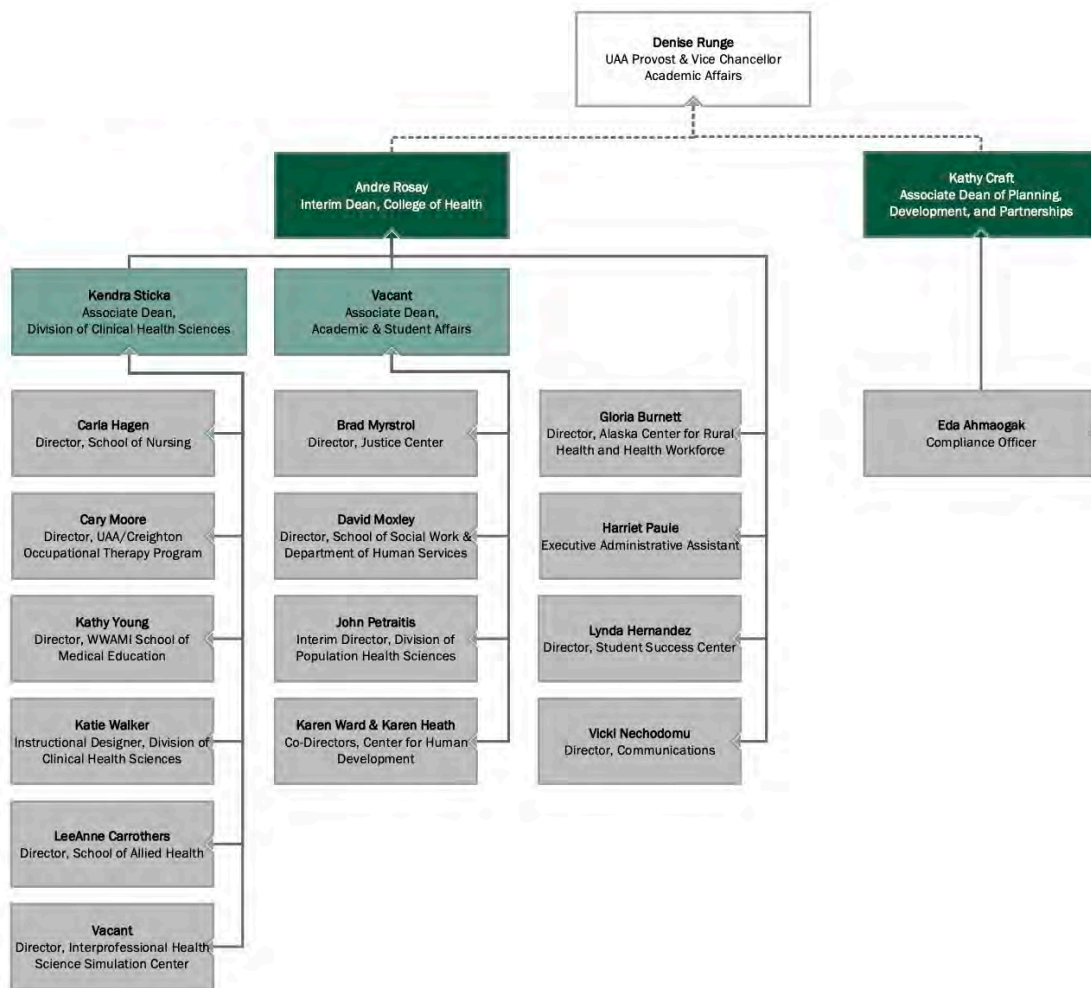 Denise Runge
UAA Provost & Vice Chancellor
Academic Affairs
Andre Rosay
Interim Dean, College of Health
Kathy Craft
Associate Dean of Planning,
Development, and Partnerships
Kendra Sticka
Associate Dean,
Division of Clinical Health Sciences
Vacant
Associate Dean,
Academic & Student Affairs
Carla Hagen
Director, School of Nursing
Cary Moore
Director, UAA/Creighton
Occupational Therapy Program
Kathy Young
Director, WWAMI School of
Medical Education
Katie Walker
Instructional Designer, Division of
Clinical Health Sciences
LeeAnne Carrothers
Director, School of Allied Health
Vacant
Director, Interprofessional Health
Science Simulation Center
Brad Myrstol
Director, Justice Center
David Moxley
Director, School of Social Work &
Department of Human Services
John Petraitis
Interim Director, Division of
Population Health Sciences
Karen Ward & Karen Heath
Co-Directors, Center for Human
Development
Gloria Burnett
Director, Alaska Center for Rural
Health and Health Workforce
Harriet Paule
Executive Administrative Assistant
Lynda Hernandez
Director, Student Success Center
Vicki Nechodomu
Director, Communications
Eda Ahmaogak
Compliance Officer